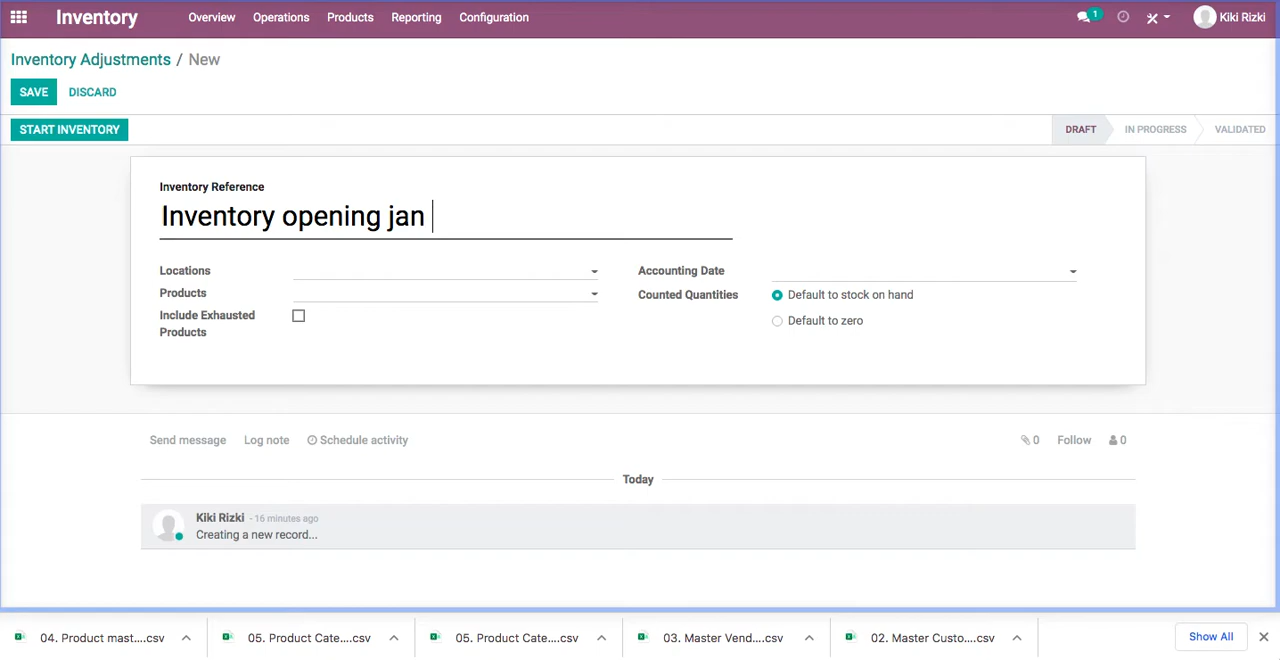 Inventory Overview Operations Products Reporting Configuration 1 Kiki Rizki
Inventory Adjustments / New
SAVE DISCARD
START INVENTORY DRAFT IN PROGRESS VALIDATED
Inventory Reference
Inventory opening jan
Locations Accounting Date
Products Counted Quantities Default to stock on hand
Include Exhausted Products Default to zero
Send message Log note Schedule activity 0 Follow 0
Today
Kiki Rizki - 16 minutes ago
Creating a new record...
04. Product mast....csv 05. Product Cate....csv 05. Product Cate....csv 03. Master Vend....csv 02. Master Custo....csv Show All